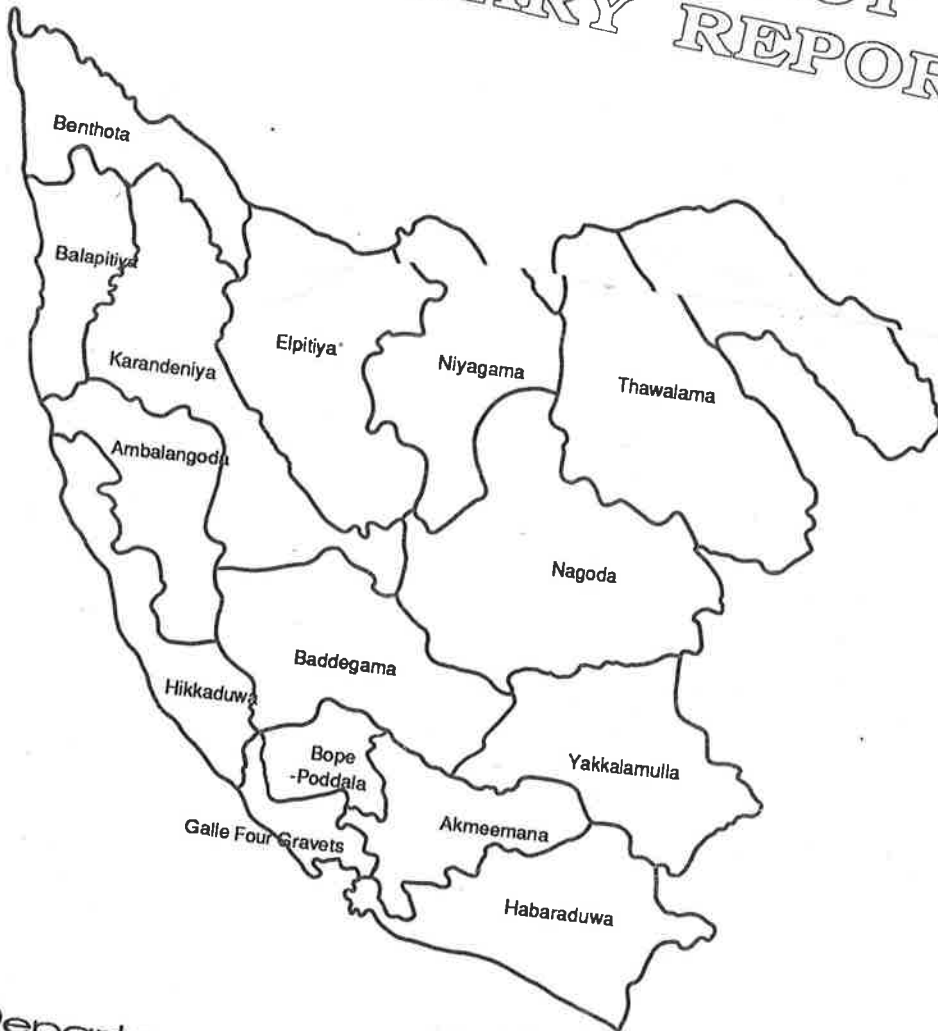 REPOR
Benthota
Balapitiya
Karandeniya
Elpitiya
Niyagama
Thawalama
Ambalangoda
Nagoda
Baddegama
Hikkaduwa
Bope
-Poddala
Yakkalamulla
Galle Four Gravets
Akmeemana
Habaraduwa